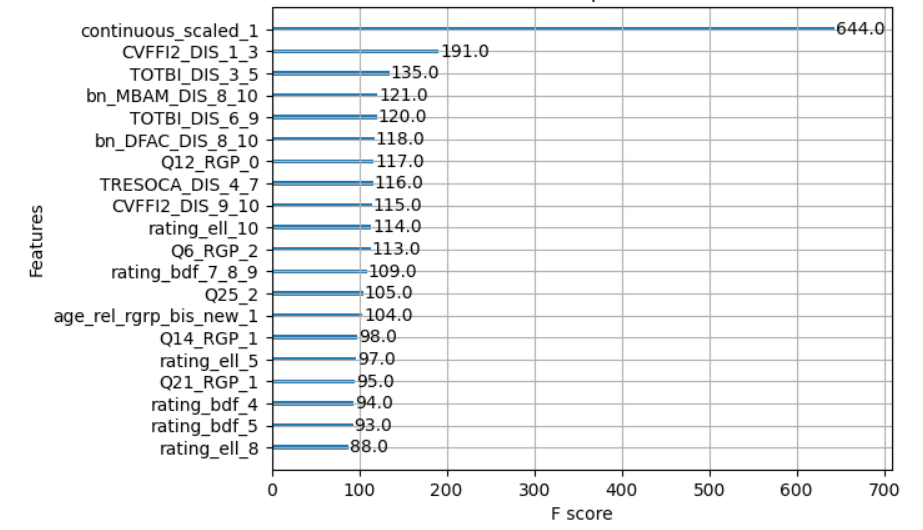 continuous_scaled_1 644.0
CVFFI2_DIS_1_3 191.0
TOTBI_DIS_3_5 135.0
bn_MBAM_DIS_8_10 121.0
TOTBI_DIS_6_9 120.0
bn_DFAC_DIS_8_10 118.0
Q12_RGP_0 117.0
TRESOCA_DIS_4_7 116.0
CVFFI2_DIS_9_10 115.0
rating_ell_10 114.0
Q6_RGP_2 113.0
rating_bdf_7_8_9 109.0
Q25_2 105.0
age_rel_rgrp_bis_new_1 104.0
Q14_RGP_1 98.0
rating_ell_5 97.0
Q21_RGP_1 95.0
rating_bdf_4 94.0
rating_bdf_5 93.0
rating_ell_8 88.0
Features
0 100 200 300 400 500 600 700
F score